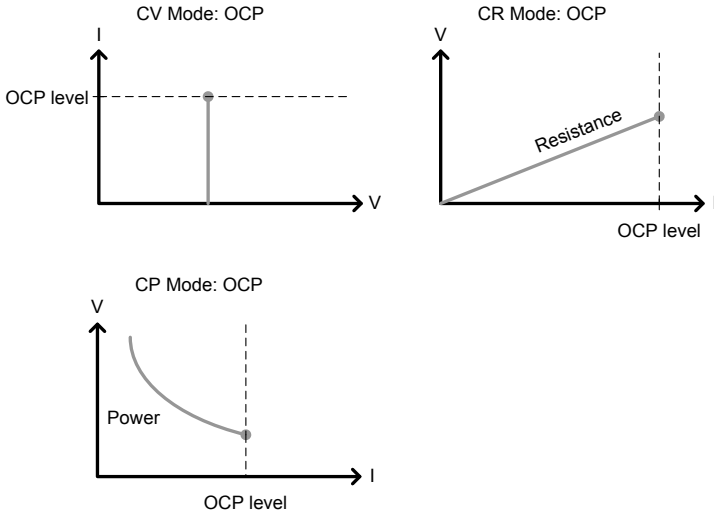 CV Mode: OCP
I
OCP level
V
CR Mode: OCP
V
Resistance
OCP level
CP Mode: OCP
V
Power
I
OCP level